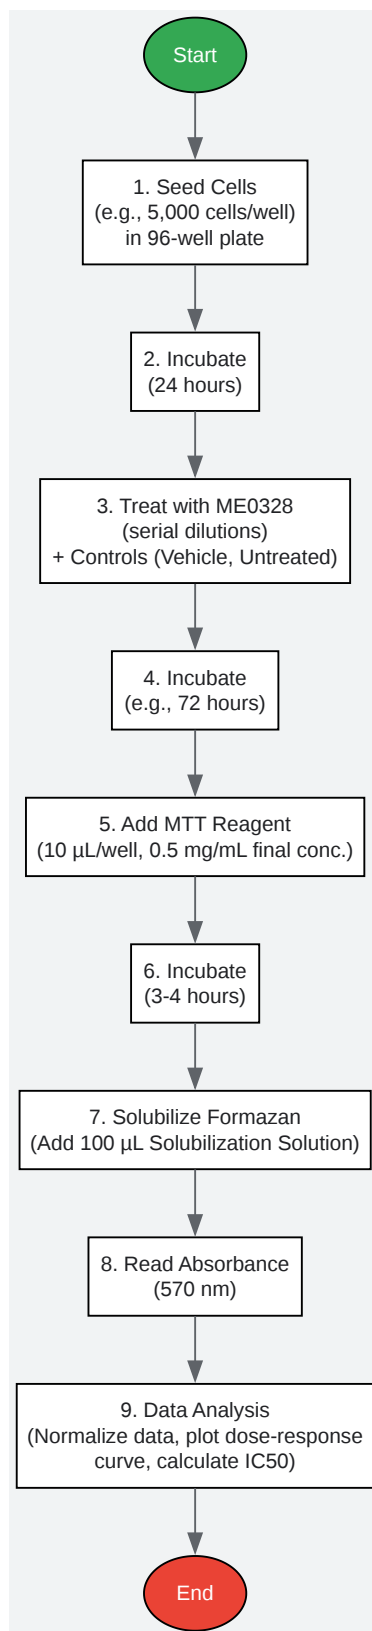 Start
1. Seed Cells
(e.g., 5,000 cells/well)
in 96-well plate
2. Incubate
(24 hours)
3. Treat with ME0328
(serial dilutions)
+ Controls (Vehicle, Untreated)
4. Incubate
(e.g., 72 hours)
5. Add MTT Reagent
(10 µL/well, 0.5 mg/mL final conc.)
6. Incubate
(3-4 hours)
7. Solubilize Formazan
(Add 100 µL Solubilization Solution)
8. Read Absorbance
(570 nm)
9. Data Analysis
(Normalize data, plot dose-response
curve, calculate IC50)
End